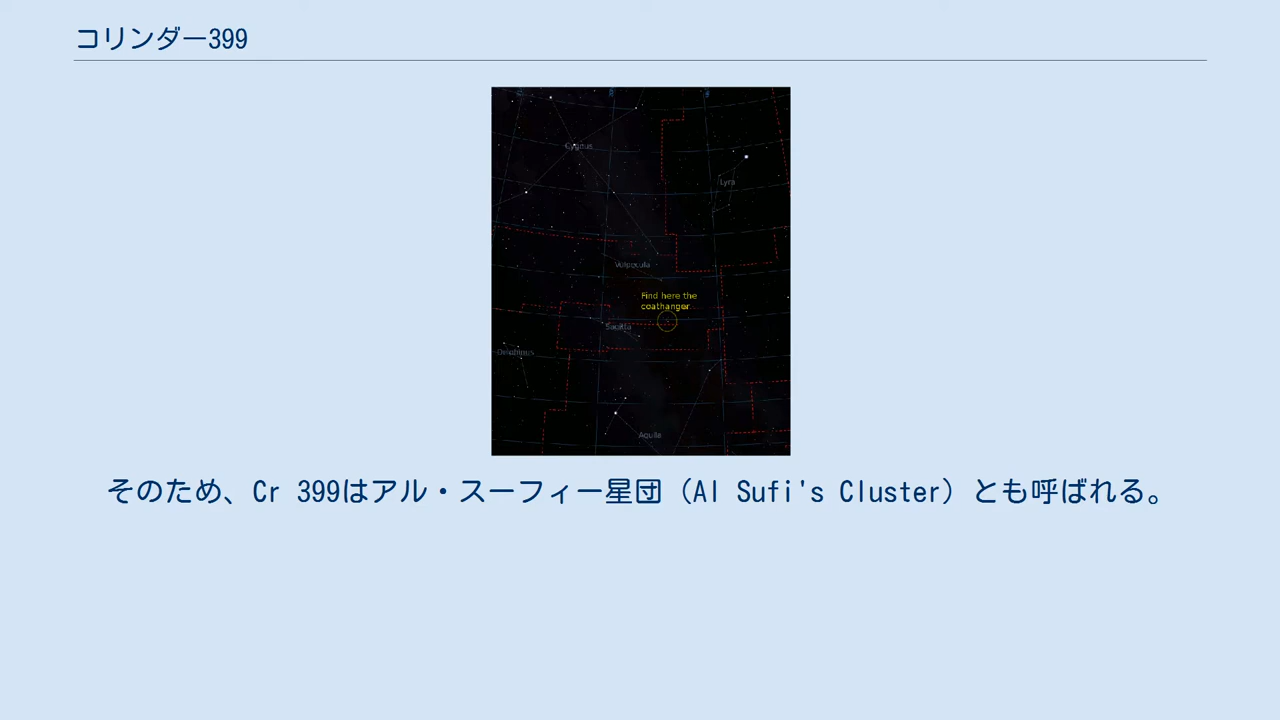 コリンダー399
Cygnus
Lyra
Vulpecula
Find here the
coathanger
Sagitta
Delphinus
Aquila
そのため、Cr 399はアル・スーフィー星団（Al Sufi's Cluster）とも呼ばれる。